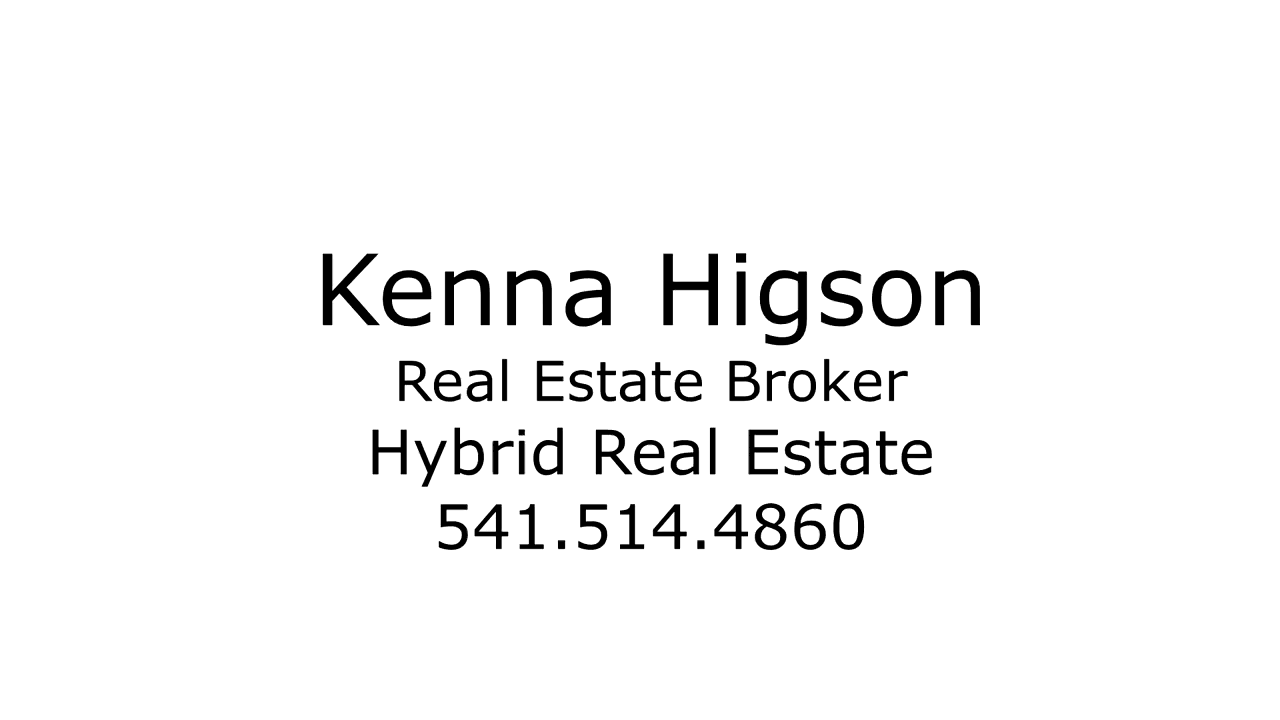 Kenna Higson
Real Estate Broker
Hybrid Real Estate
541.514.4860